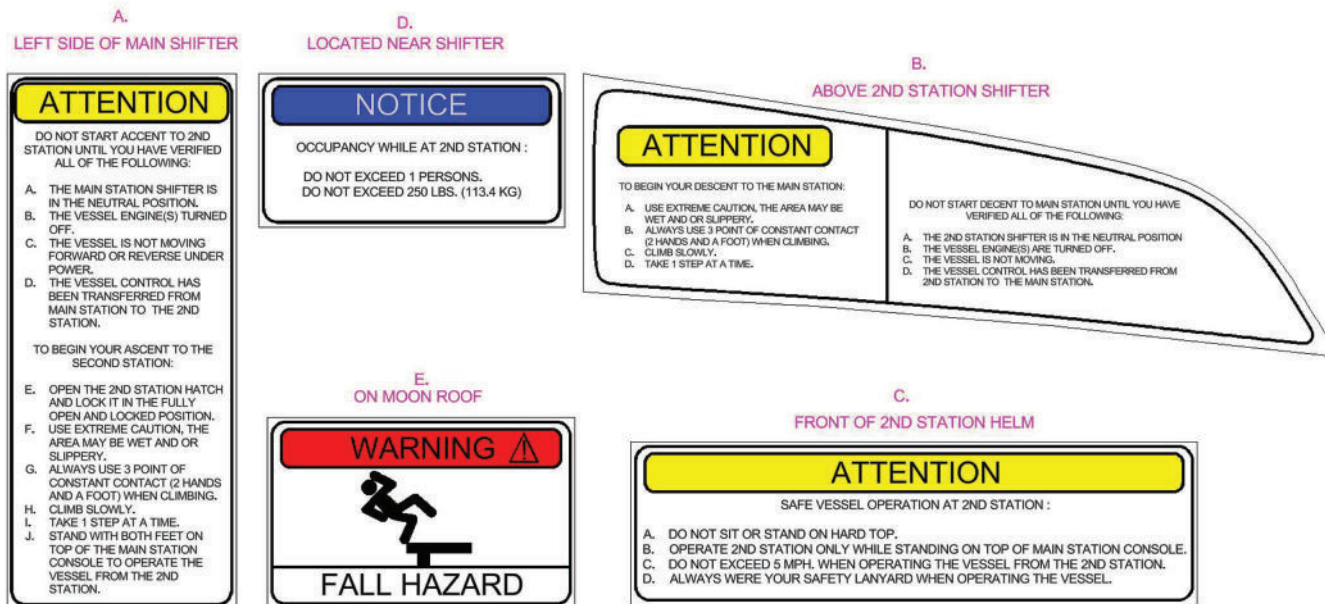 A.
LEFT SIDE OF MAIN SHIFTER
ATTENTION
DO NOT START ACCENT TO 2ND
STATION UNTIL YOU HAVE VERIFIED
ALL OF THE FOLLOWING:
A. THE MAIN STATION SHIFTER IS
IN THE NEUTRAL POSITION.
B. THE VESSEL ENGINE(S) TURNED
OFF.
C. THE VESSEL IS NOT MOVING
FORWARD OR REVERSE UNDER
POWER.
D. THE VESSEL CONTROL HAS
BEEN TRANSFERRED FROM
MAIN STATION TO THE 2ND
STATION.
TO BEGIN YOUR ASCENT TO THE
SECOND STATION:
E. OPEN THE 2ND STATION HATCH
AND LOCK IT IN THE FULLY
OPEN AND LOCKED POSITION.
F. USE EXTREME CAUTION, THE
AREA MAY BE WET AND OR
SLIPPERY.
G. ALWAYS USE 3 POINT OF
CONSTANT CONTACT (2 HANDS
AND A FOOT) WHEN CLIMBING.
H. CLIMB SLOWLY.
I. TAKE 1 STEP AT A TIME.
J. STAND WITH BOTH FEET ON
TOP OF THE MAIN STATION
CONSOLE TO OPERATE THE
VESSEL FROM THE 2ND
STATION.
D.
LOCATED NEAR SHIFTER
NOTICE
OCCUPANCY WHILE AT 2ND STATION :
DO NOT EXCEED 1 PERSONS.
DO NOT EXCEED 250 LBS. (113.4 KG)
B.
ABOVE 2ND STATION SHIFTER
ATTENTION
TO BEGIN YOUR DESCENT TO THE MAIN STATION:
A. USE EXTREME CAUTION, THE AREA MAY BE
WET AND OR SLIPPERY.
B. ALWAYS USE 3 POINT OF CONSTANT CONTACT
(2 HANDS AND A FOOT) WHEN CLIMBING.
C. CLIMB SLOWLY.
D. TAKE 1 STEP AT A TIME.
DO NOT START DECENT TO MAIN STATION UNTIL YOU HAVE
VERIFIED ALL OF THE FOLLOWING:
A. THE 2ND STATION SHIFTER IS IN THE NEUTRAL POSITION
B. THE VESSEL ENGINE(S) ARE TURNED OFF.
C. THE VESSEL IS NOT MOVING.
D. THE VESSEL CONTROL HAS BEEN TRANSFERRED FROM
2ND STATION TO THE MAIN STATION.
E.
ON MOON ROOF
WARNING
FALL HAZARD
C.
FRONT OF 2ND STATION HELM
ATTENTION
SAFE VESSEL OPERATION AT 2ND STATION :
A. DO NOT SIT OR STAND ON HARD TOP.
B. OPERATE 2ND STATION ONLY WHILE STANDING ON TOP OF MAIN STATION CONSOLE.
C. DO NOT EXCEED 5 MPH. WHEN OPERATING THE VESSEL FROM THE 2ND STATION.
D. ALWAYS WERE YOUR SAFETY LANYARD WHEN OPERATING THE VESSEL.